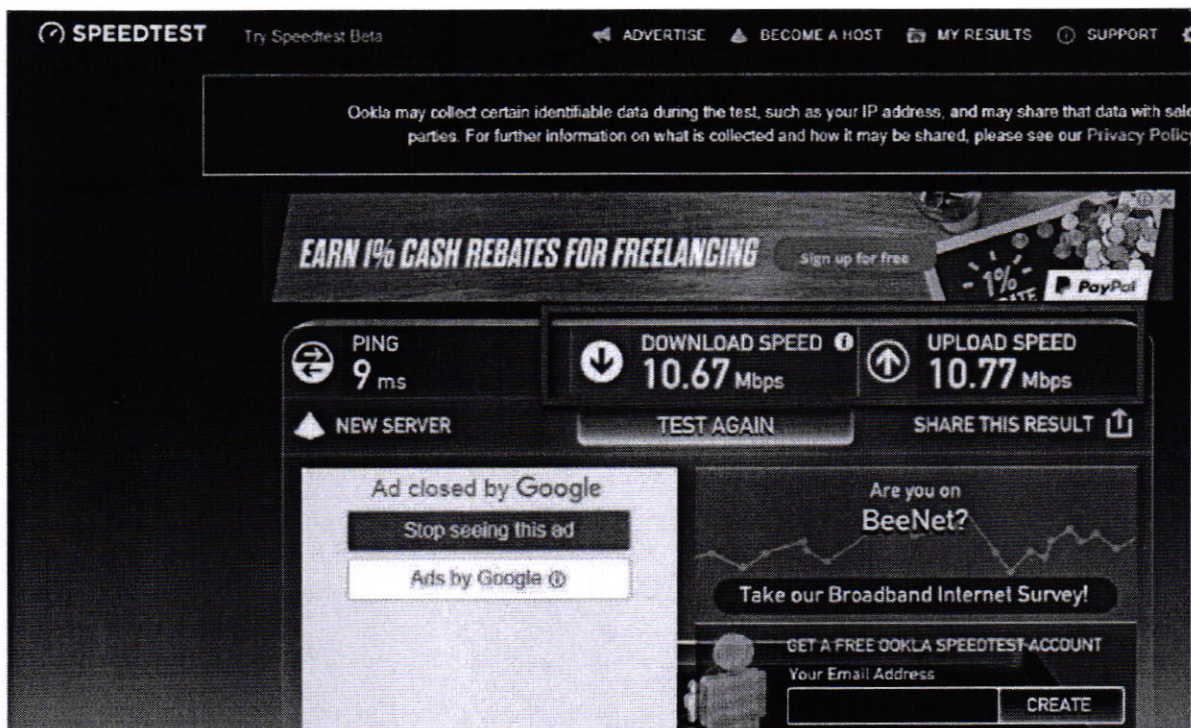 SPEEDTEST Try Speedtest Beta ADVERTISE BECOME A HOST MY RESULTS SUPPORT
Ookla may collect certain identifiable data during the test, such as your IP address, and may share that data with sele
parties. For further information on what is collected and how it may be shared, please see our Privacy Policy
EARN 1% CASH REBATES FOR FREELANCING Sign up for free
1%
PayPal
PING DOWNLOAD SPEED UPLOAD SPEED
9 ms 10.67 Mbps 10.77 Mbps
NEW SERVER TEST AGAIN SHARE THIS RESULT
Ad closed by Google
Stop seeing this ad
Ads by Google
Are you on
BeeNet?
Take our Broadband Internet Survey!
GET A FREE OOKLA SPEEDTEST ACCOUNT
Your Email Address
CREATE